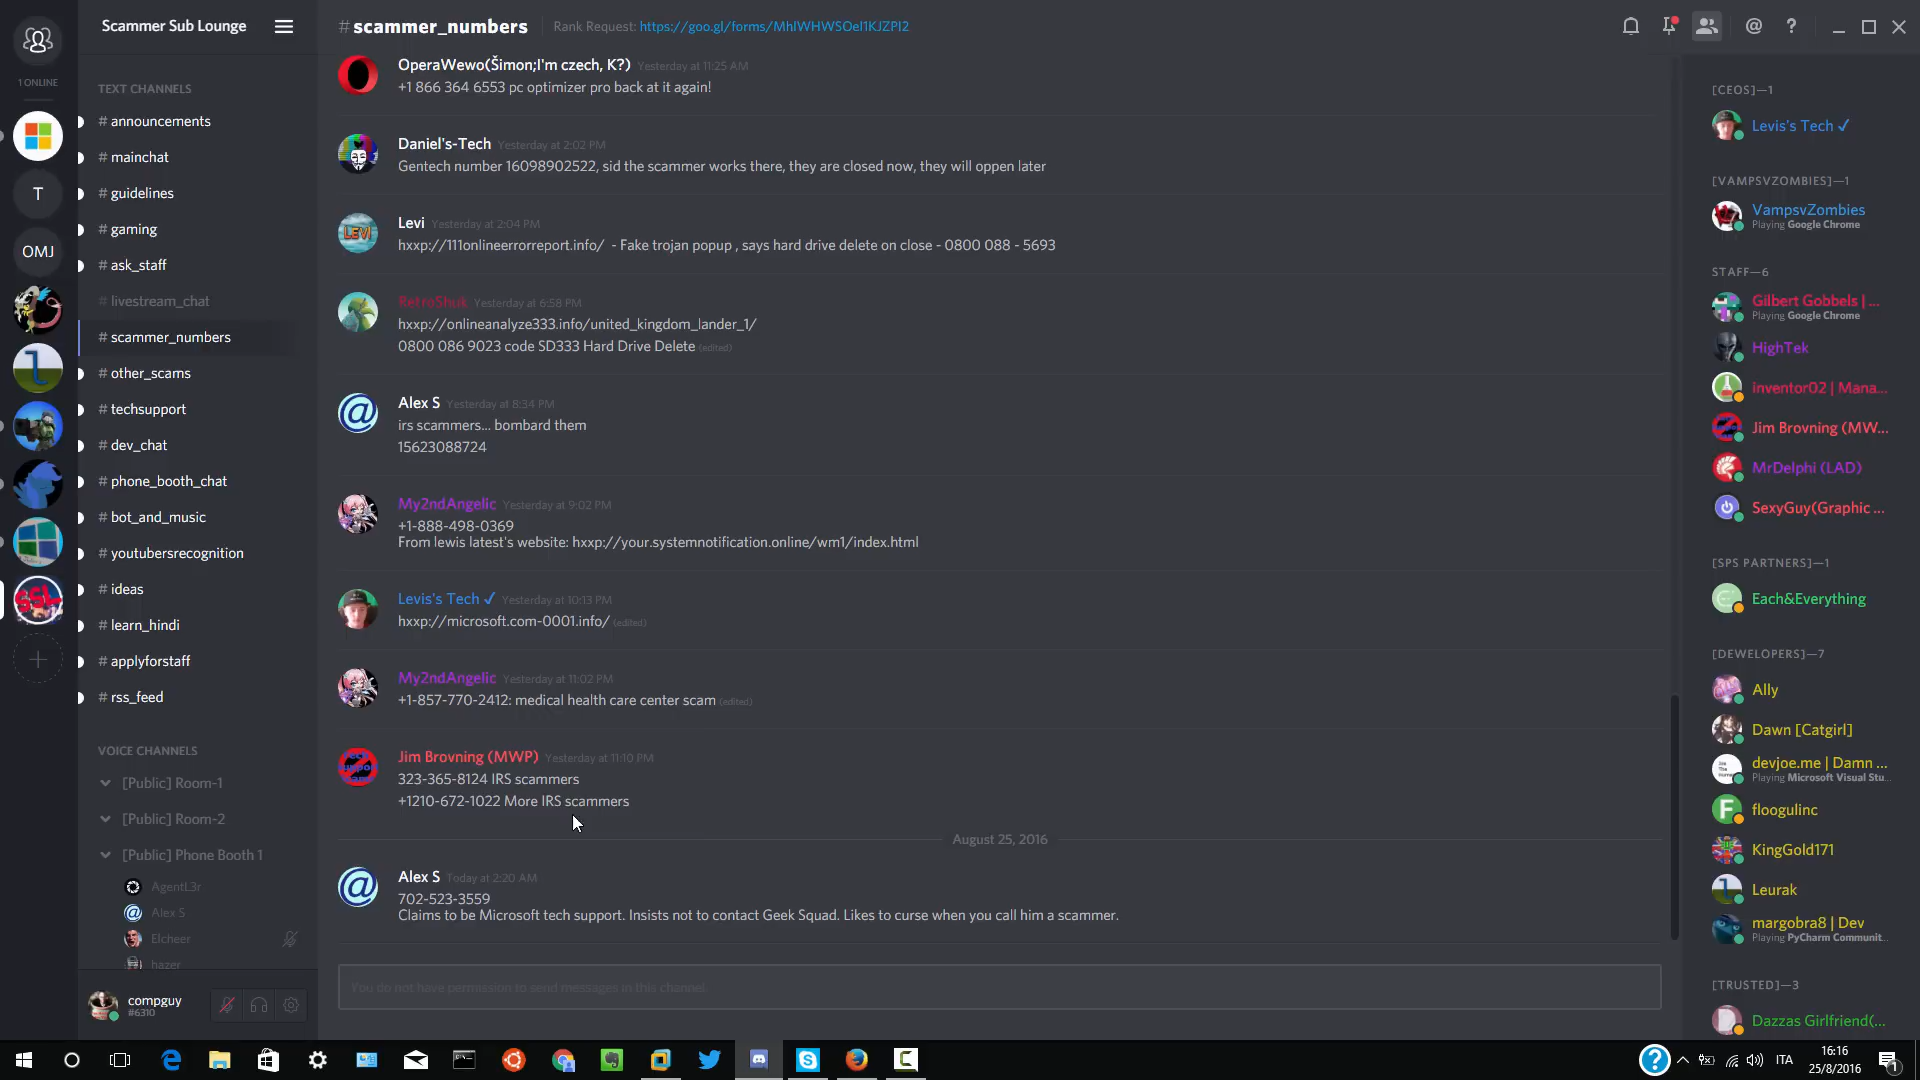 Scammer Sub Lounge
#scammer_numbers
Rank Request: https://goo.gl/forms/MhIWHWSOeI1KJZPI2
1 ONLINE
T
OMJ
SSL
TEXT CHANNELS
# announcements
# mainchat
# guidelines
# gaming
# ask_staff
# livestream_chat
# scammer_numbers
# other_scams
# techsupport
# dev_chat
# phone_booth_chat
# bot_and_music
# youtubersrecognition
# ideas
# learn_hindi
# applyforstaff
# rss_feed
VOICE CHANNELS
[Public] Room-1
[Public] Room-2
[Public] Phone Booth 1
AgentL3r
Alex S
Elcheer
hazer
compguy
#6310
OperaWewo(Šimon;I'm czech, K?) Yesterday at 11:25 AM
+1 866 364 6553 pc optimizer pro back at it again!
Daniel's-Tech Yesterday at 2:02 PM
Gentech number 16098902522, sid the scammer works there, they are closed now, they will oppen later
LEVI
Levi Yesterday at 2:04 PM
hxxp://111onlineerrorreport.info/ - Fake trojan popup , says hard drive delete on close - 0800 088 - 5693
RetroShuk Yesterday at 6:58 PM
hxxp://onlineanalyze333.info/united_kingdom_lander_1/
0800 086 9023 code SD333 Hard Drive Delete (edited)
Alex S Yesterday at 8:34 PM
irs scammers... bombard them
15623088724
My2ndAngelic Yesterday at 9:02 PM
+1-888-498-0369
From lewis latest's website: hxxp://your.systemnotification.online/wm1/index.html
Levis's Tech ✓ Yesterday at 10:13 PM
hxxp://microsoft.com-0001.info/ (edited)
My2ndAngelic Yesterday at 11:02 PM
+1-857-770-2412: medical health care center scam (edited)
Jim Brovning (MWP) Yesterday at 11:10 PM
323-365-8124 IRS scammers
+1210-672-1022 More IRS scammers
August 25, 2016
Alex S Today at 2:20 AM
702-523-3559
Claims to be Microsoft tech support. Insists not to contact Geek Squad. Likes to curse when you call him a scammer.
You do not have permission to send messages in this channel.
[CEOS]—1
Levis's Tech ✓
[VAMPSVZOMBIES]—1
VampsvZombies
Playing Google Chrome
STAFF—6
Gilbert Gobbels | ...
Playing Google Chrome
HighTek
inventor02 | Mana...
Jim Brovning (MW...
MrDelphi (LAD)
SexyGuy(Graphic ...
[SPS PARTNERS]—1
Each&Everything
[DEWELOPERS]—7
Ally
Dawn [Catgirl]
devjoe.me | Damn ...
Playing Microsoft Visual Stu...
floogulinc
KingGold171
Leurak
margobra8 | Dev
Playing PyCharm Communit...
[TRUSTED]—3
Dazzas Girlfriend(...
ITA
16:16
25/8/2016
1